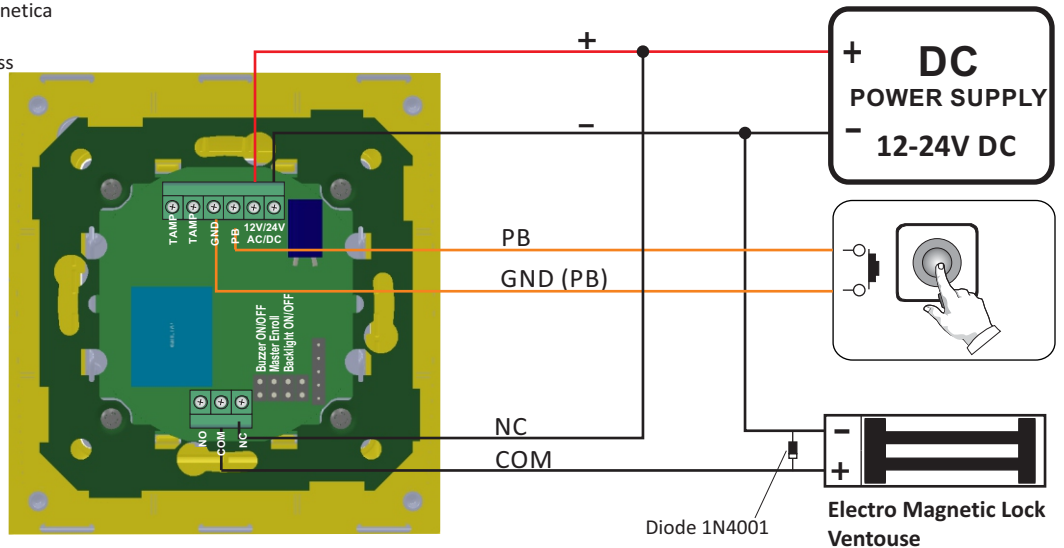 netica
ss
+
DC
POWER SUPPLY
12-24V DC
+
-
-
TAMP
TAMP
GND
PB
12V/24V
AC/DC
PB
GND (PB)
Buzzer ON/OFF
Master Enroll
Backlight ON/OFF
NO
COM
NC
NC
COM
-
+
Diode 1N4001
Electro Magnetic Lock
Ventouse